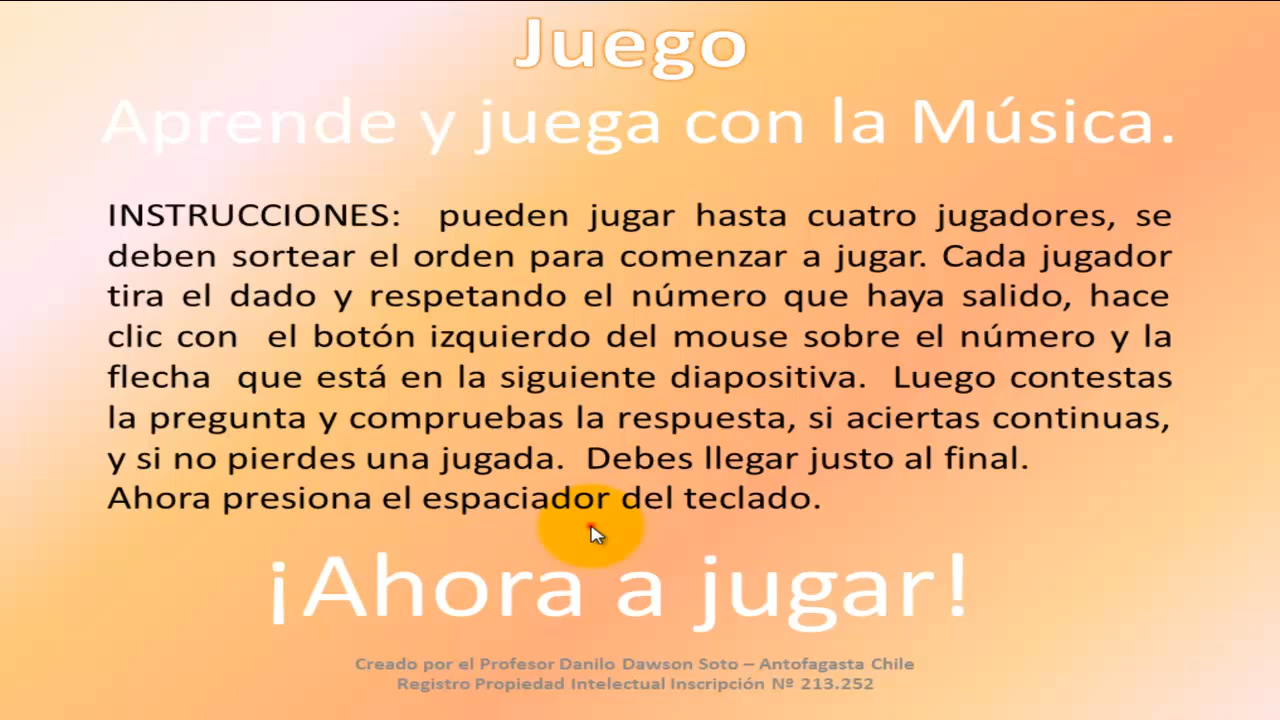 Juego
Aprende y juega con la Música.
INSTRUCCIONES: pueden jugar hasta cuatro jugadores, se
deben sortear el orden para comenzar a jugar. Cada jugador
tira el dado y respetando el número que haya salido, hace
clic con el botón izquierdo del mouse sobre el número y la
flecha que está en la siguiente diapositiva. Luego contestas
la pregunta y compruebas la respuesta, si aciertas continuas,
y si no pierdes una jugada. Debes llegar justo al final.
Ahora presiona el espaciador del teclado.
¡Ahora a jugar!
Creado por el Profesor Danilo Dawson Soto – Antofagasta Chile
Registro Propiedad Intelectual Inscripción Nº 213.252